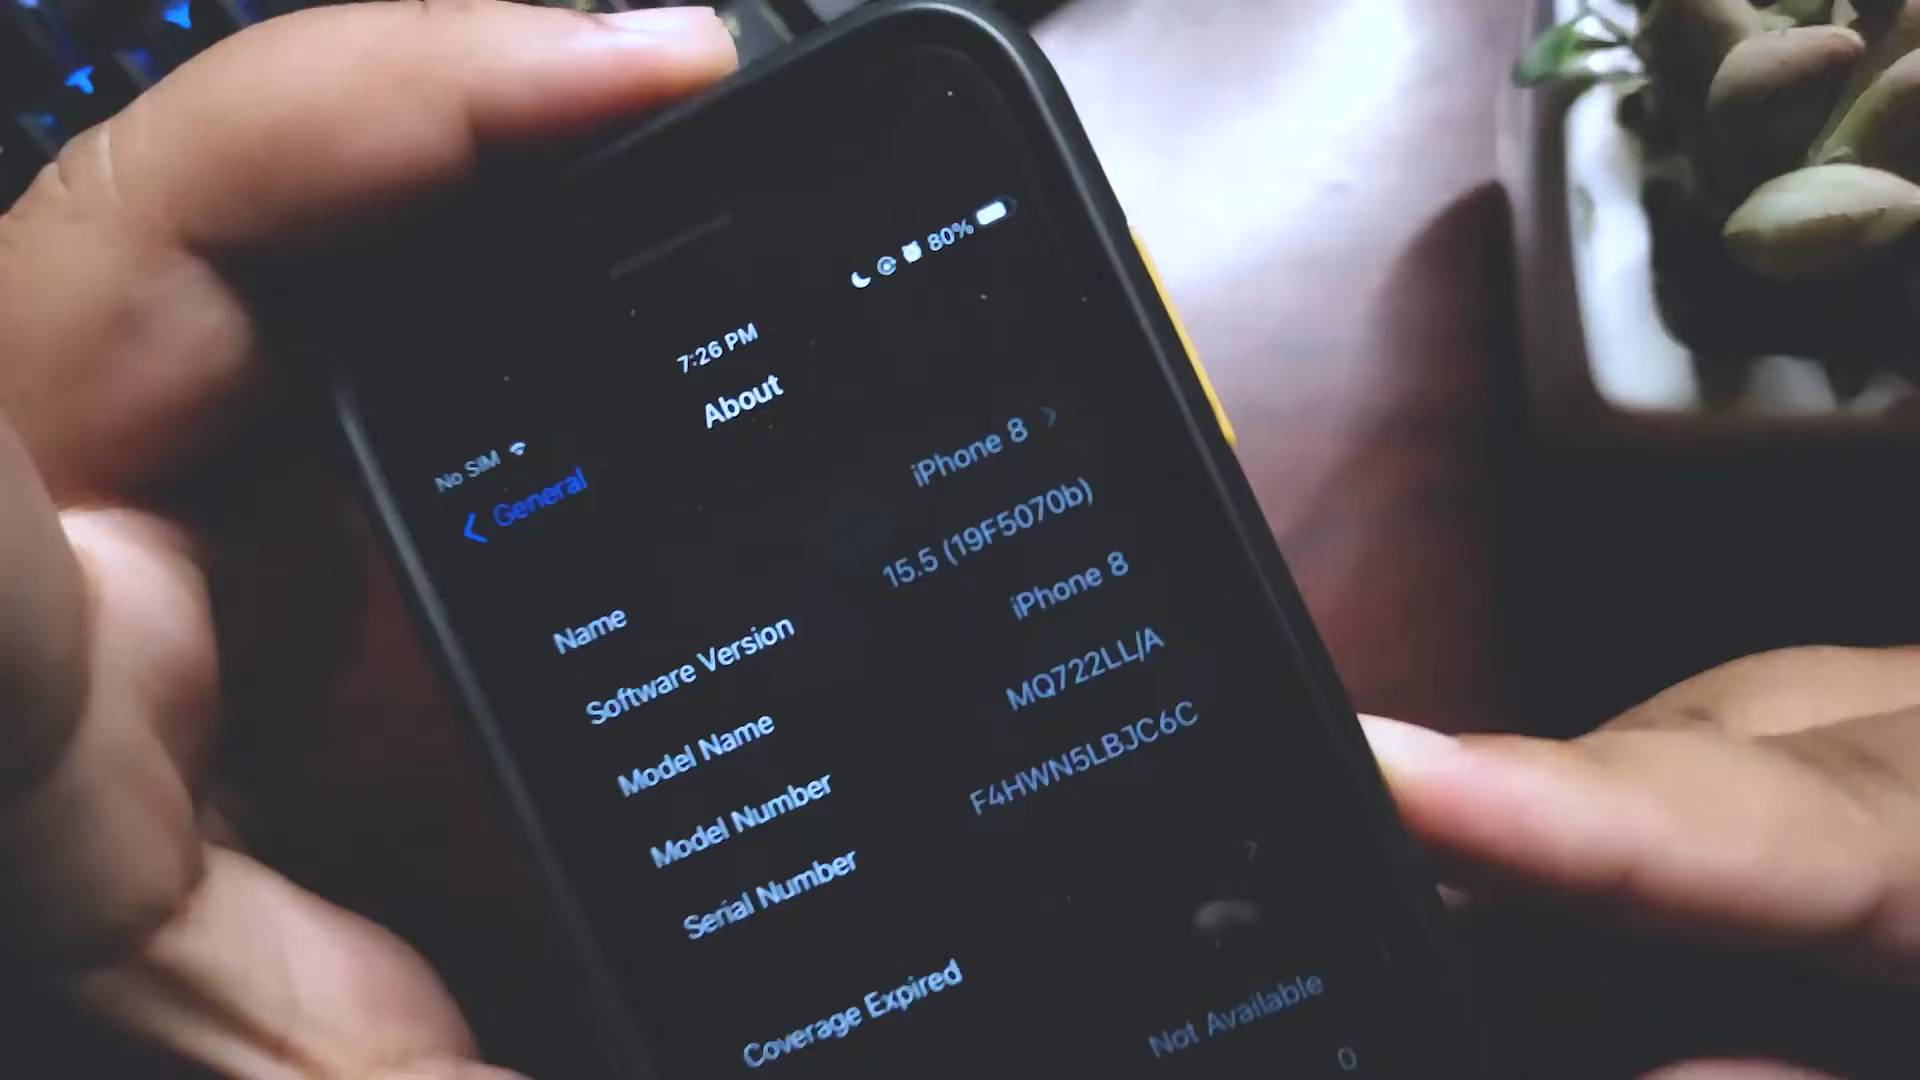 No SIM 7:26 PM 80%
General About
Name iPhone 8
Software Version 15.5 (19F5070b)
Model Name iPhone 8
Model Number MQ722LL/A
Serial Number F4HWN5LBJC6C
Coverage Expired
Not Available
0